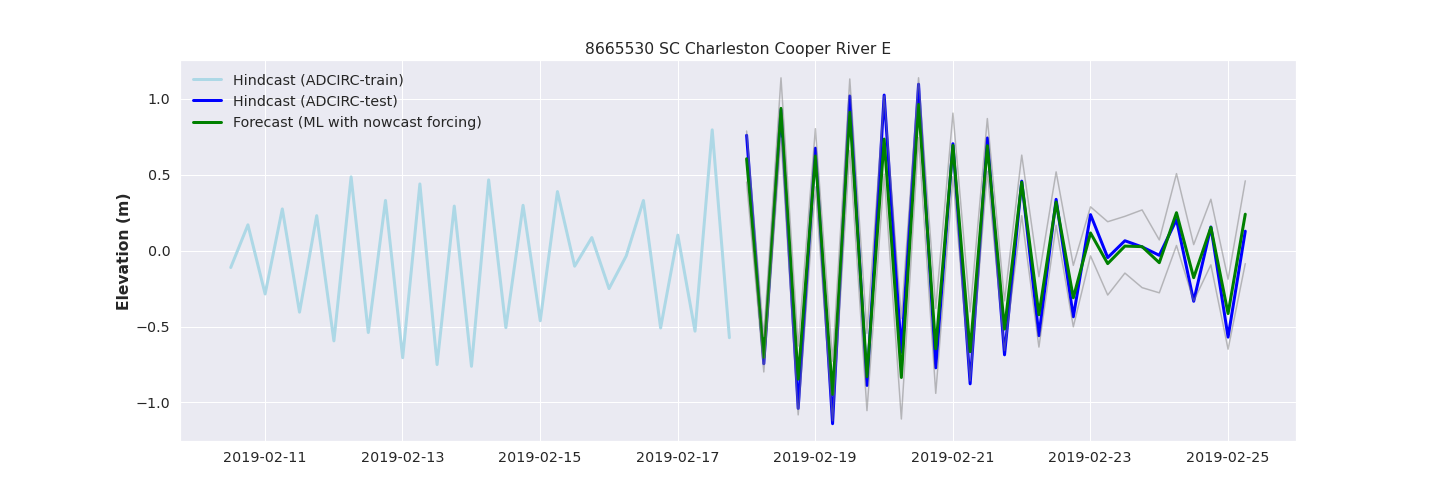 8665530 SC Charleston Cooper River E
Hindcast (ADCIRC-train)
Hindcast (ADCIRC-test)
Forecast (ML with nowcast forcing)
Elevation (m)
1.0
0.5
0.0
−0.5
−1.0
2019-02-11 2019-02-13 2019-02-15 2019-02-17 2019-02-19 2019-02-21 2019-02-23 2019-02-25